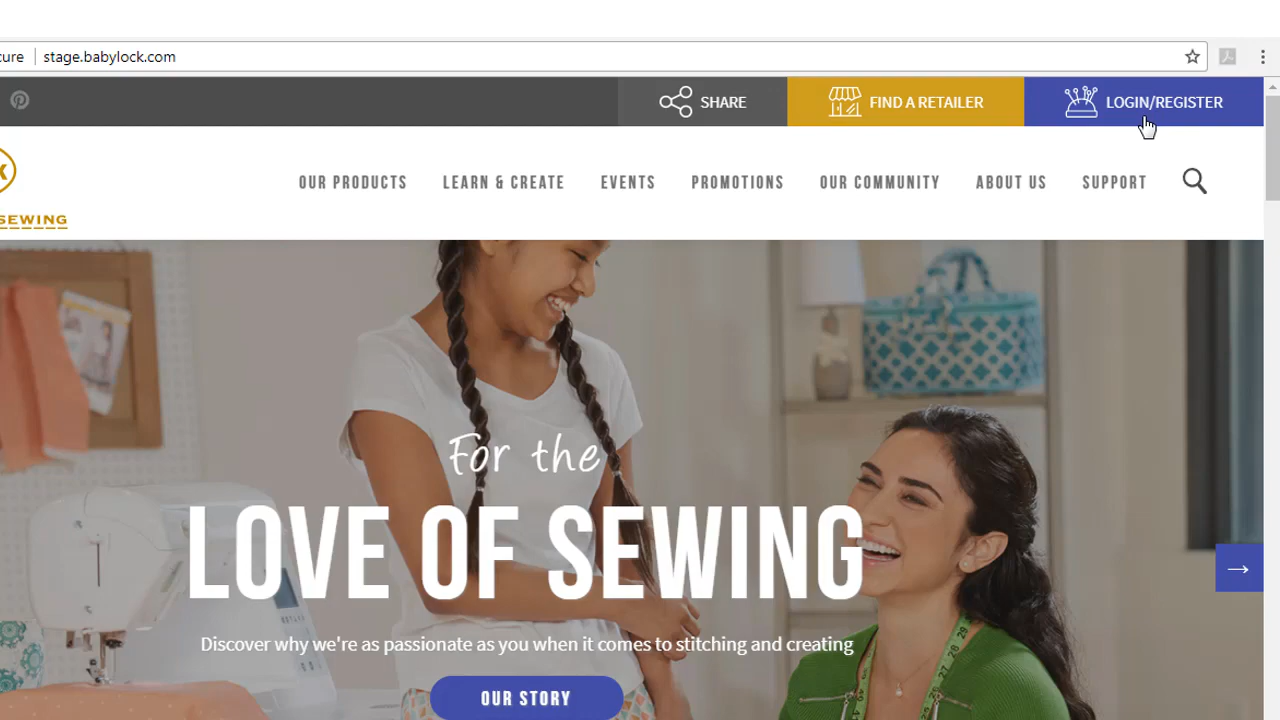 cure
stage.babylock.com
SHARE
FIND A RETAILER
LOGIN/REGISTER
SEWING
OUR PRODUCTS
LEARN & CREATE
EVENTS
PROMOTIONS
OUR COMMUNITY
ABOUT US
SUPPORT
For the
LOVE OF SEWING
Discover why we're as passionate as you when it comes to stitching and creating
OUR STORY
→